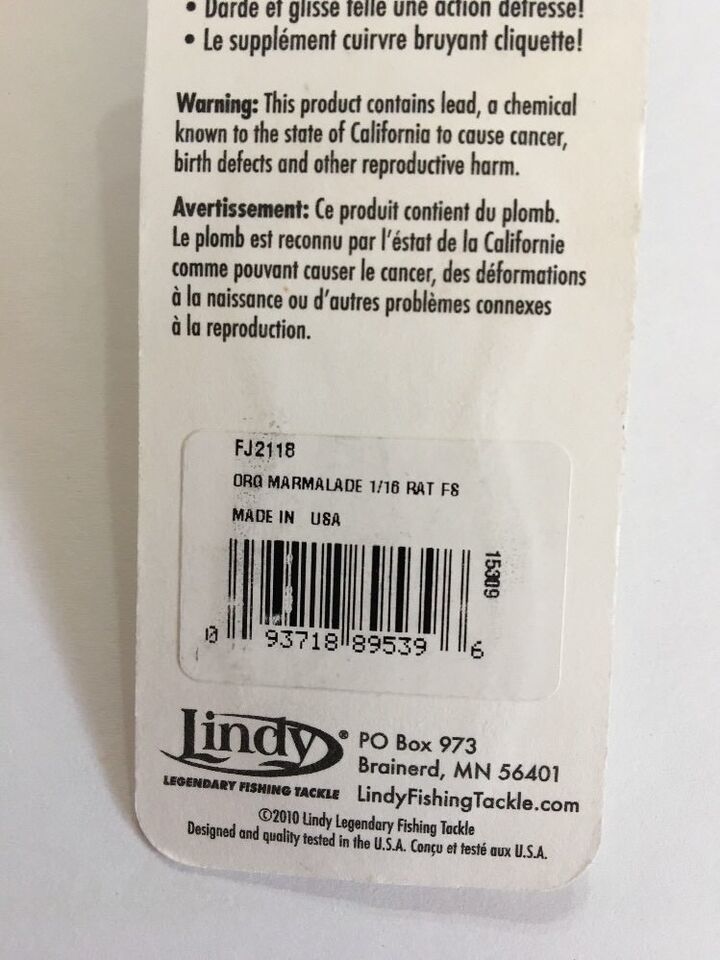 • Darde et glisse telle une action détresse!
• Le supplément cuirvre bruyant cliquette!
Warning: This product contains lead, a chemical
known to the state of California to cause cancer,
birth defects and other reproductive harm.
Avertissement: Ce produit contient du plomb.
Le plomb est reconnu par l'éstat de la Californie
comme pouvant causer le cancer, des déformations
à la naissance ou d'autres problèmes connexes
à la reproduction.
FJ2118
ORG MARMALADE 1/16 RAT FS
MADE IN USA
15309
0 93718 89539 6
Lindy®
LEGENDARY FISHING TACKLE
PO Box 973
Brainerd, MN 56401
LindyFishingTackle.com
©2010 Lindy Legendary Fishing Tackle
Designed and quality tested in the U.S.A. Conçu et testé aux U.S.A.